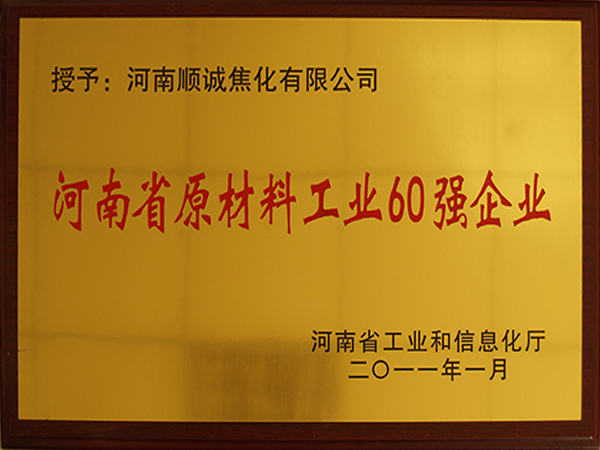 授予：河南顺诚焦化有限公司
河南省原材料工业60强企业
河南省工业和信息化厅
二〇一一年一月